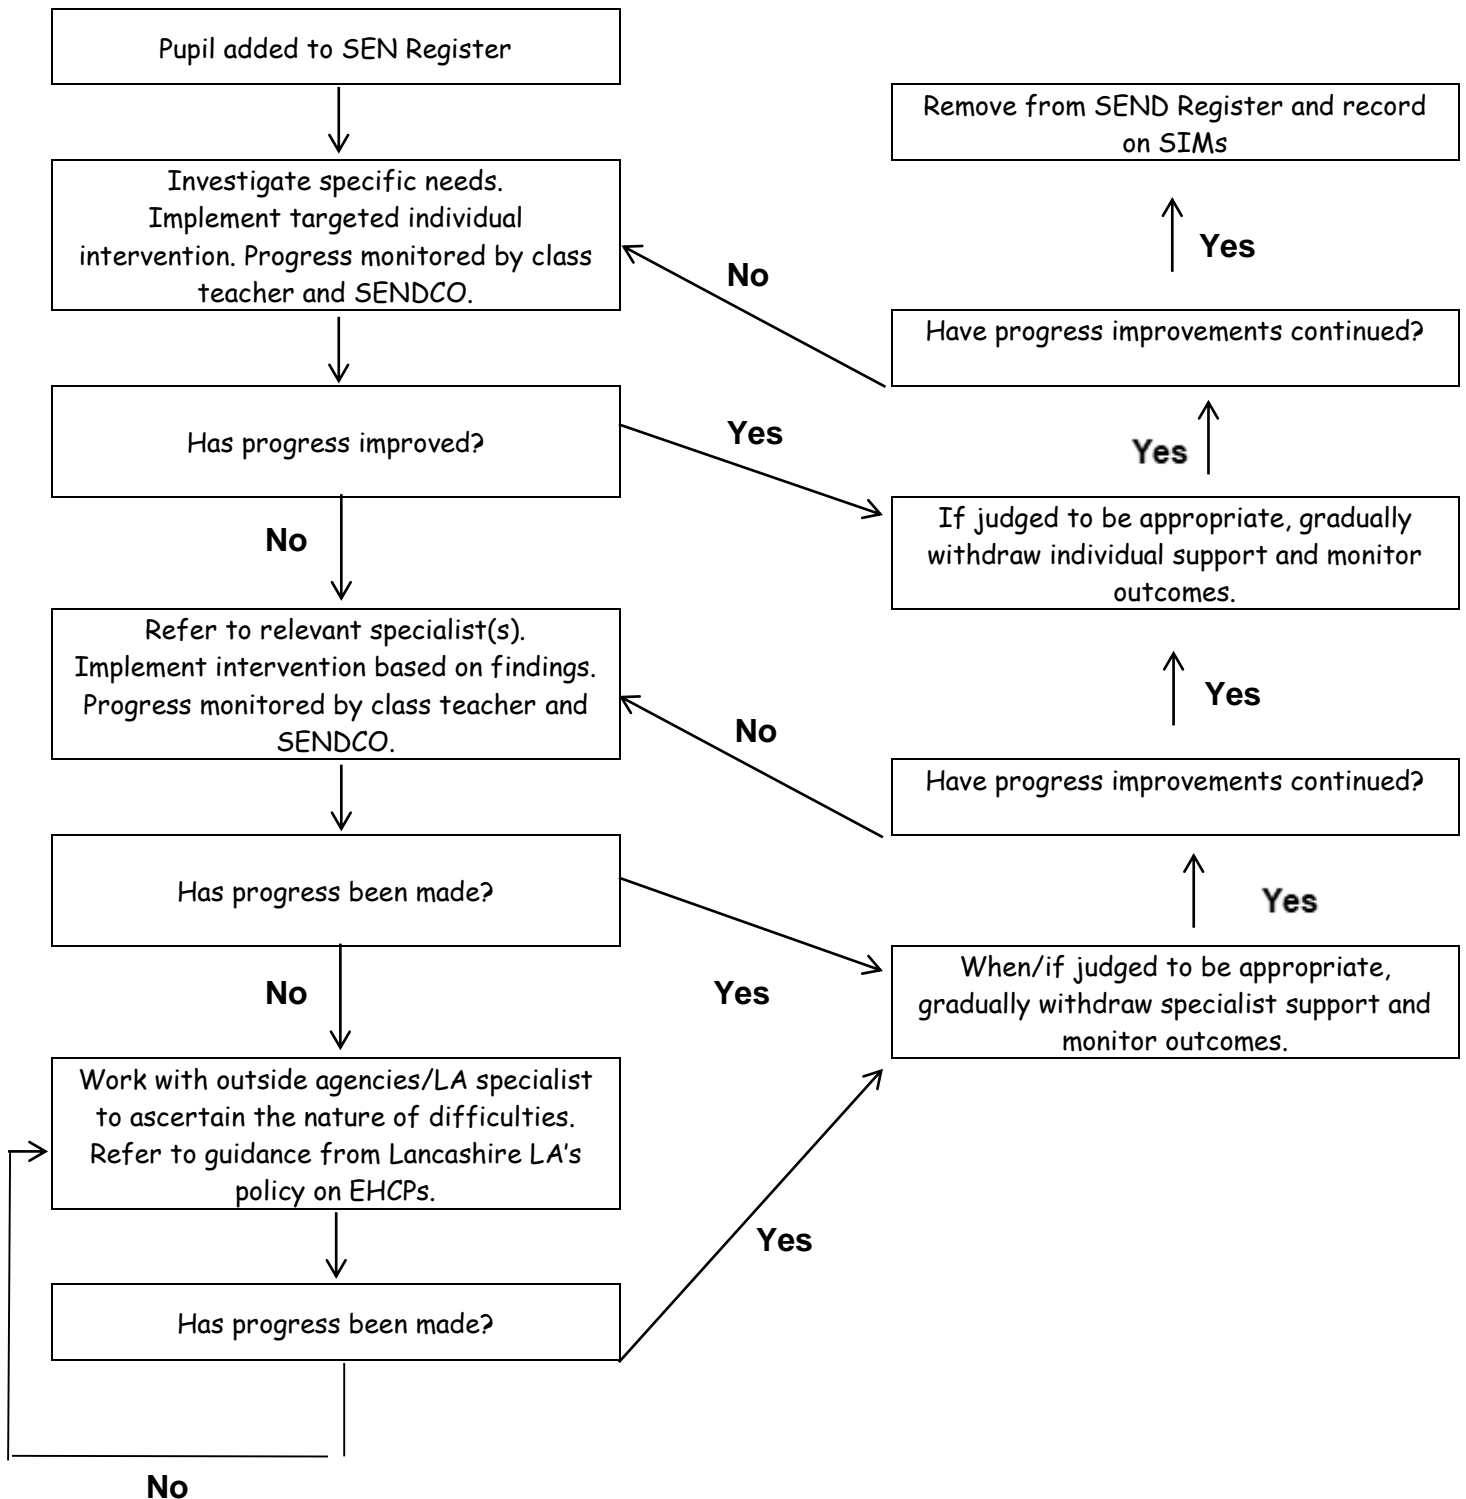 Pupil added to SEN Register
Remove from SEND Register and record
on SIMs
Investigate specific needs.
Implement targeted individual
intervention. Progress monitored by class
teacher and SENDCO.
Yes
No
Have progress improvements continued?
Has progress improved?
Yes
Yes
No
If judged to be appropriate, gradually
withdraw individual support and monitor
outcomes.
Refer to relevant specialist(s).
Implement intervention based on findings.
Progress monitored by class teacher and
SENDCO.
Yes
No
Have progress improvements continued?
Has progress been made?
Yes
No
Yes
When/if judged to be appropriate,
gradually withdraw specialist support and
monitor outcomes.
Work with outside agencies/LA specialist
to ascertain the nature of difficulties.
Refer to guidance from Lancashire LA's
policy on EHCPs.
Yes
Has progress been made?
No